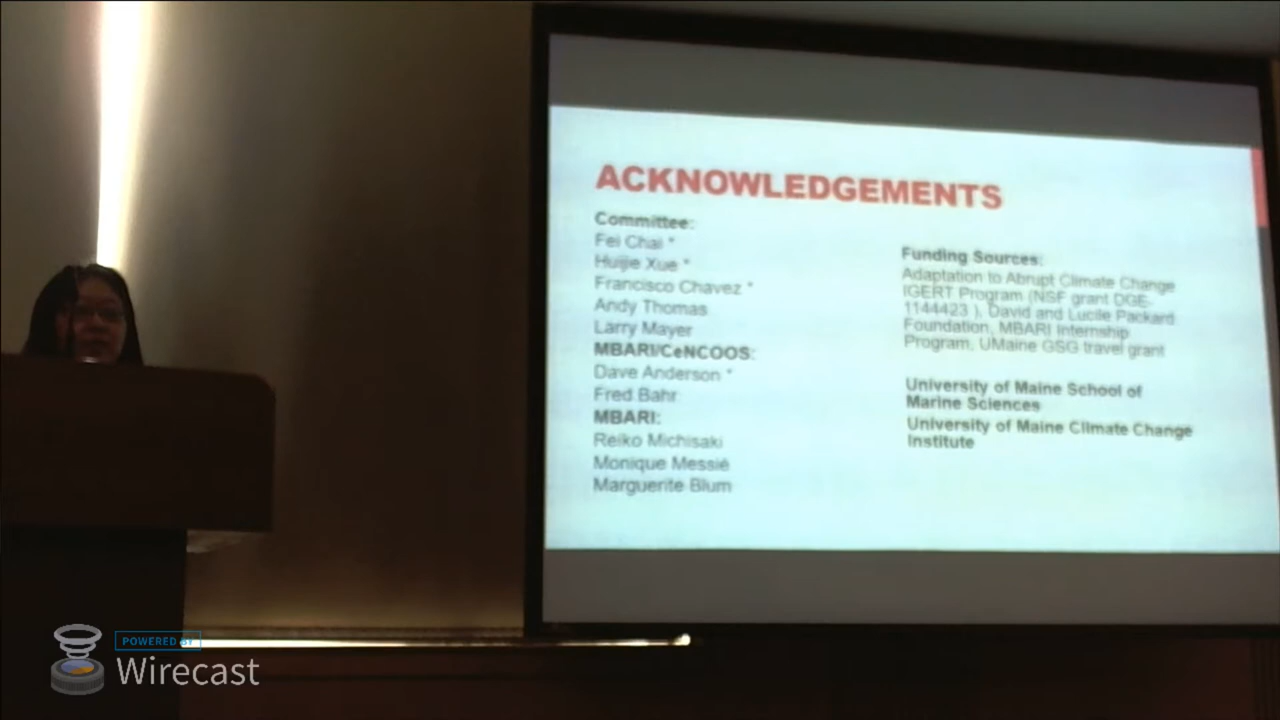 ACKNOWLEDGEMENTS
Committee:
Fei Chai *
Huijie Xue *
Francisco Chavez *
Andy Thomas
Larry Mayer
MBARI/CeNCOOS:
Dave Anderson *
Fred Bahr
MBARI:
Reiko Michisaki
Monique Messié
Marguerite Blum
Funding Sources:
Adaptation to Abrupt Climate Change
IGERT Program (NSF grant DGE-
1144423 ), David and Lucile Packard
Foundation, MBARI Internship
Program, UMaine GSG travel grant
University of Maine School of
Marine Sciences
University of Maine Climate Change
Institute
POWERED BY
Wirecast